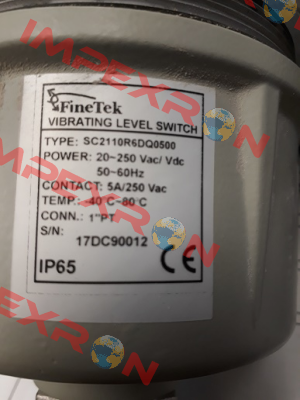 FineTek
VIBRATING LEVEL SWITCH
TYPE: SC2110R6DQ0500
POWER: 20~250 Vac/ Vdc
50~60Hz
CONTACT: 5A/250 Vac
TEMP.: -40˚C~80˚C
CONN.: 1"PT
S/N:
17DC90012
IP65
CE
IMPEXRON
IMPEXRON